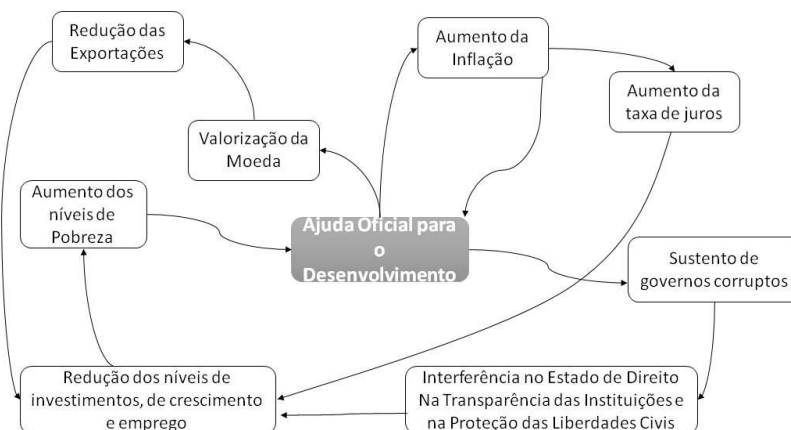 Redução das
Exportações
Aumento da
Inflação
Aumento da
taxa de juros
Valorização da
Moeda
Aumento dos
níveis de
Pobreza
Ajuda Oficial para
o
Desenvolvimento
Sustento de
governos corruptos
Redução dos níveis de
investimentos, de crescimento
e emprego
Interferência no Estado de Direito
Na Transparência das Instituições e
na Proteção das Liberdades Civis